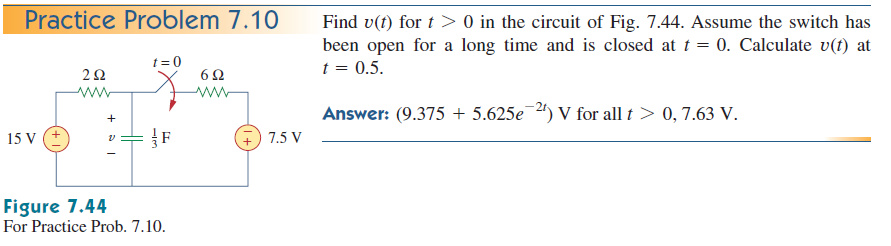 Practice Problem 7.10
Find v(t) for t > 0 in the circuit of Fig. 7.44. Assume the switch has
been open for a long time and is closed at t = 0. Calculate v(t) at
t = 0.5.
Answer: (9.375 + 5.625e^−2t) V for all t > 0, 7.63 V.
t = 0
2 Ω
6 Ω
+
15 V
+
−
v
1/3 F
−
+
7.5 V
−
Figure 7.44
For Practice Prob. 7.10.